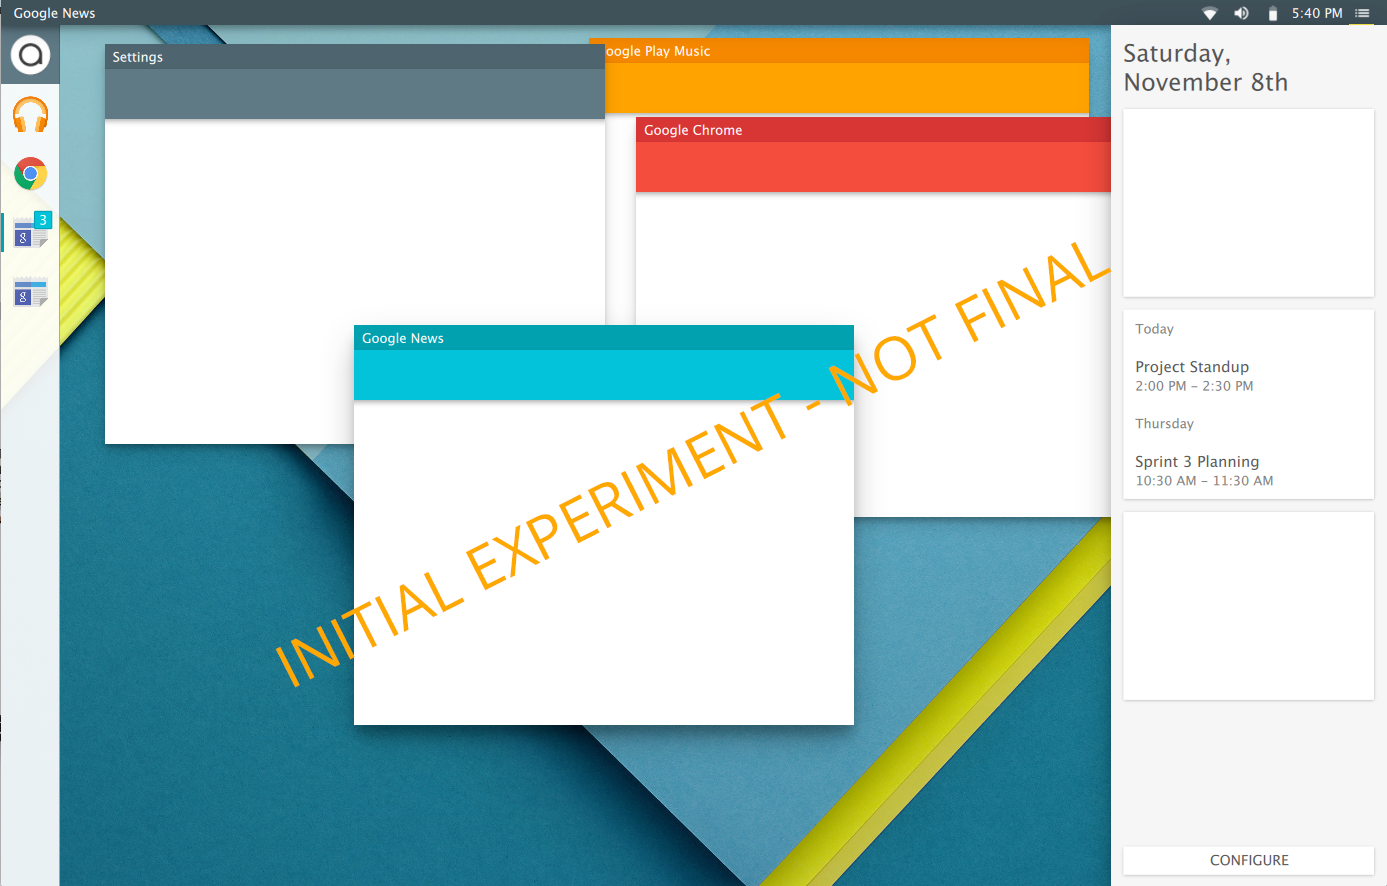 Google News
5:40 PM
Settings
oogle Play Music
Google Chrome
3
g
g
Google News
INITIAL EXPERIMENT - NOT FINAL
Saturday,
November 8th
Today
Project Standup
2:00 PM – 2:30 PM
Thursday
Sprint 3 Planning
10:30 AM – 11:30 AM
CONFIGURE